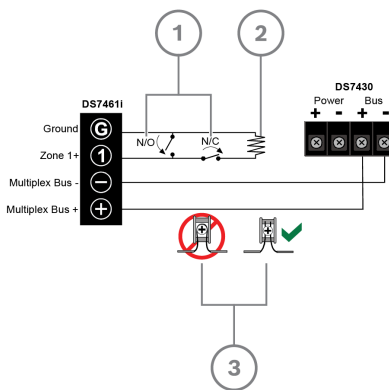 1
2
DS7461i
DS7430
Power Bus
+ - + -
Ground G
N/O N/C
Zone 1+ 1
Multiplex Bus - -
Multiplex Bus + +
3